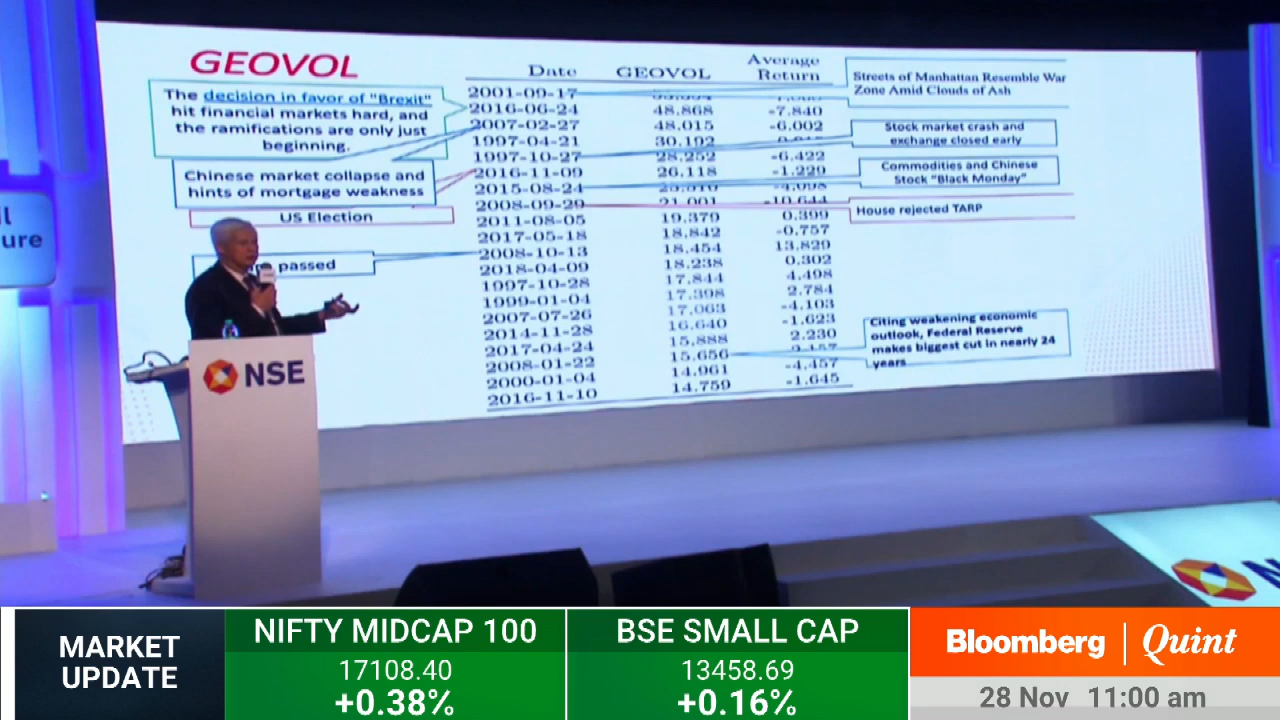 GEOVOL
The decision in favor of "Brexit"
hit financial markets hard, and
the ramifications are only just
beginning.
Chinese market collapse and
hints of mortgage weakness
US Election
passed
Date GEOVOL Average Return
2001-09-17
2016-06-24 48.868 -7.840
2007-02-27 48.015 -6.002
1997-04-21 30.192
1997-10-27 28.252 -6.422
2016-11-09 26.118 -1.229
2015-08-24 -4.098
2008-09-29 21.001 -10.644
2011-08-05 19.379 0.399
2017-05-18 18.842 -0.757
2008-10-13 18.454 13.829
2018-04-09 18.238 0.302
1997-10-28 17.844 4.498
1999-01-04 17.398 2.784
2007-07-26 17.063 -4.103
2014-11-28 16.640 -1.623
2017-04-24 15.888 2.230
2008-01-22 15.656
2000-01-04 14.961 -4.457
2016-11-10 14.759 -1.645
Streets of Manhattan Resemble War
Zone Amid Clouds of Ash
Stock market crash and
exchange closed early
Commodities and Chinese
Stock "Black Monday"
House rejected TARP
Citing weakening economic
outlook, Federal Reserve
makes biggest cut in nearly 24
years
ure
NSE
MARKET
UPDATE
NIFTY MIDCAP 100
17108.40
+0.38%
BSE SMALL CAP
13458.69
+0.16%
Bloomberg | Quint
28 Nov 11:00 am